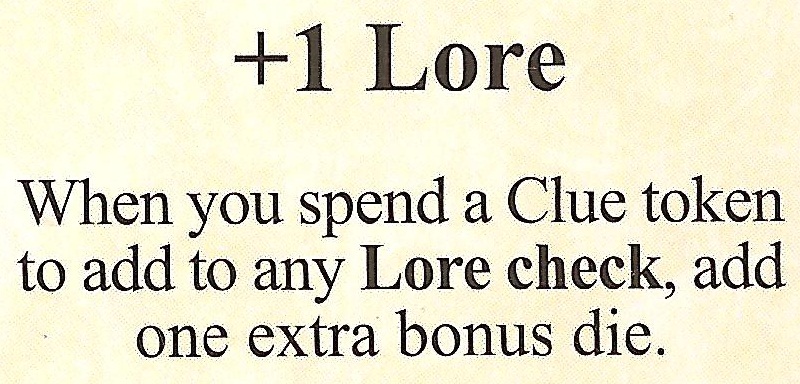 +1 Lore
When you spend a Clue token
to add to any Lore check, add
one extra bonus die.